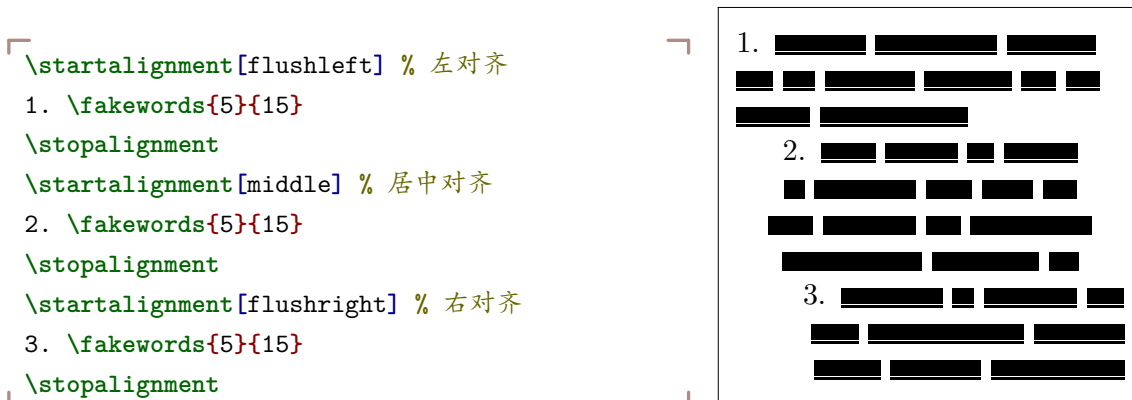 \startalignment[flushleft] % 左对齐
1. \fakewords{5}{15}
\stopalignment
\startalignment[middle] % 居中对齐
2. \fakewords{5}{15}
\stopalignment
\startalignment[flushright] % 右对齐
3. \fakewords{5}{15}
\stopalignment
1.
2.
3.